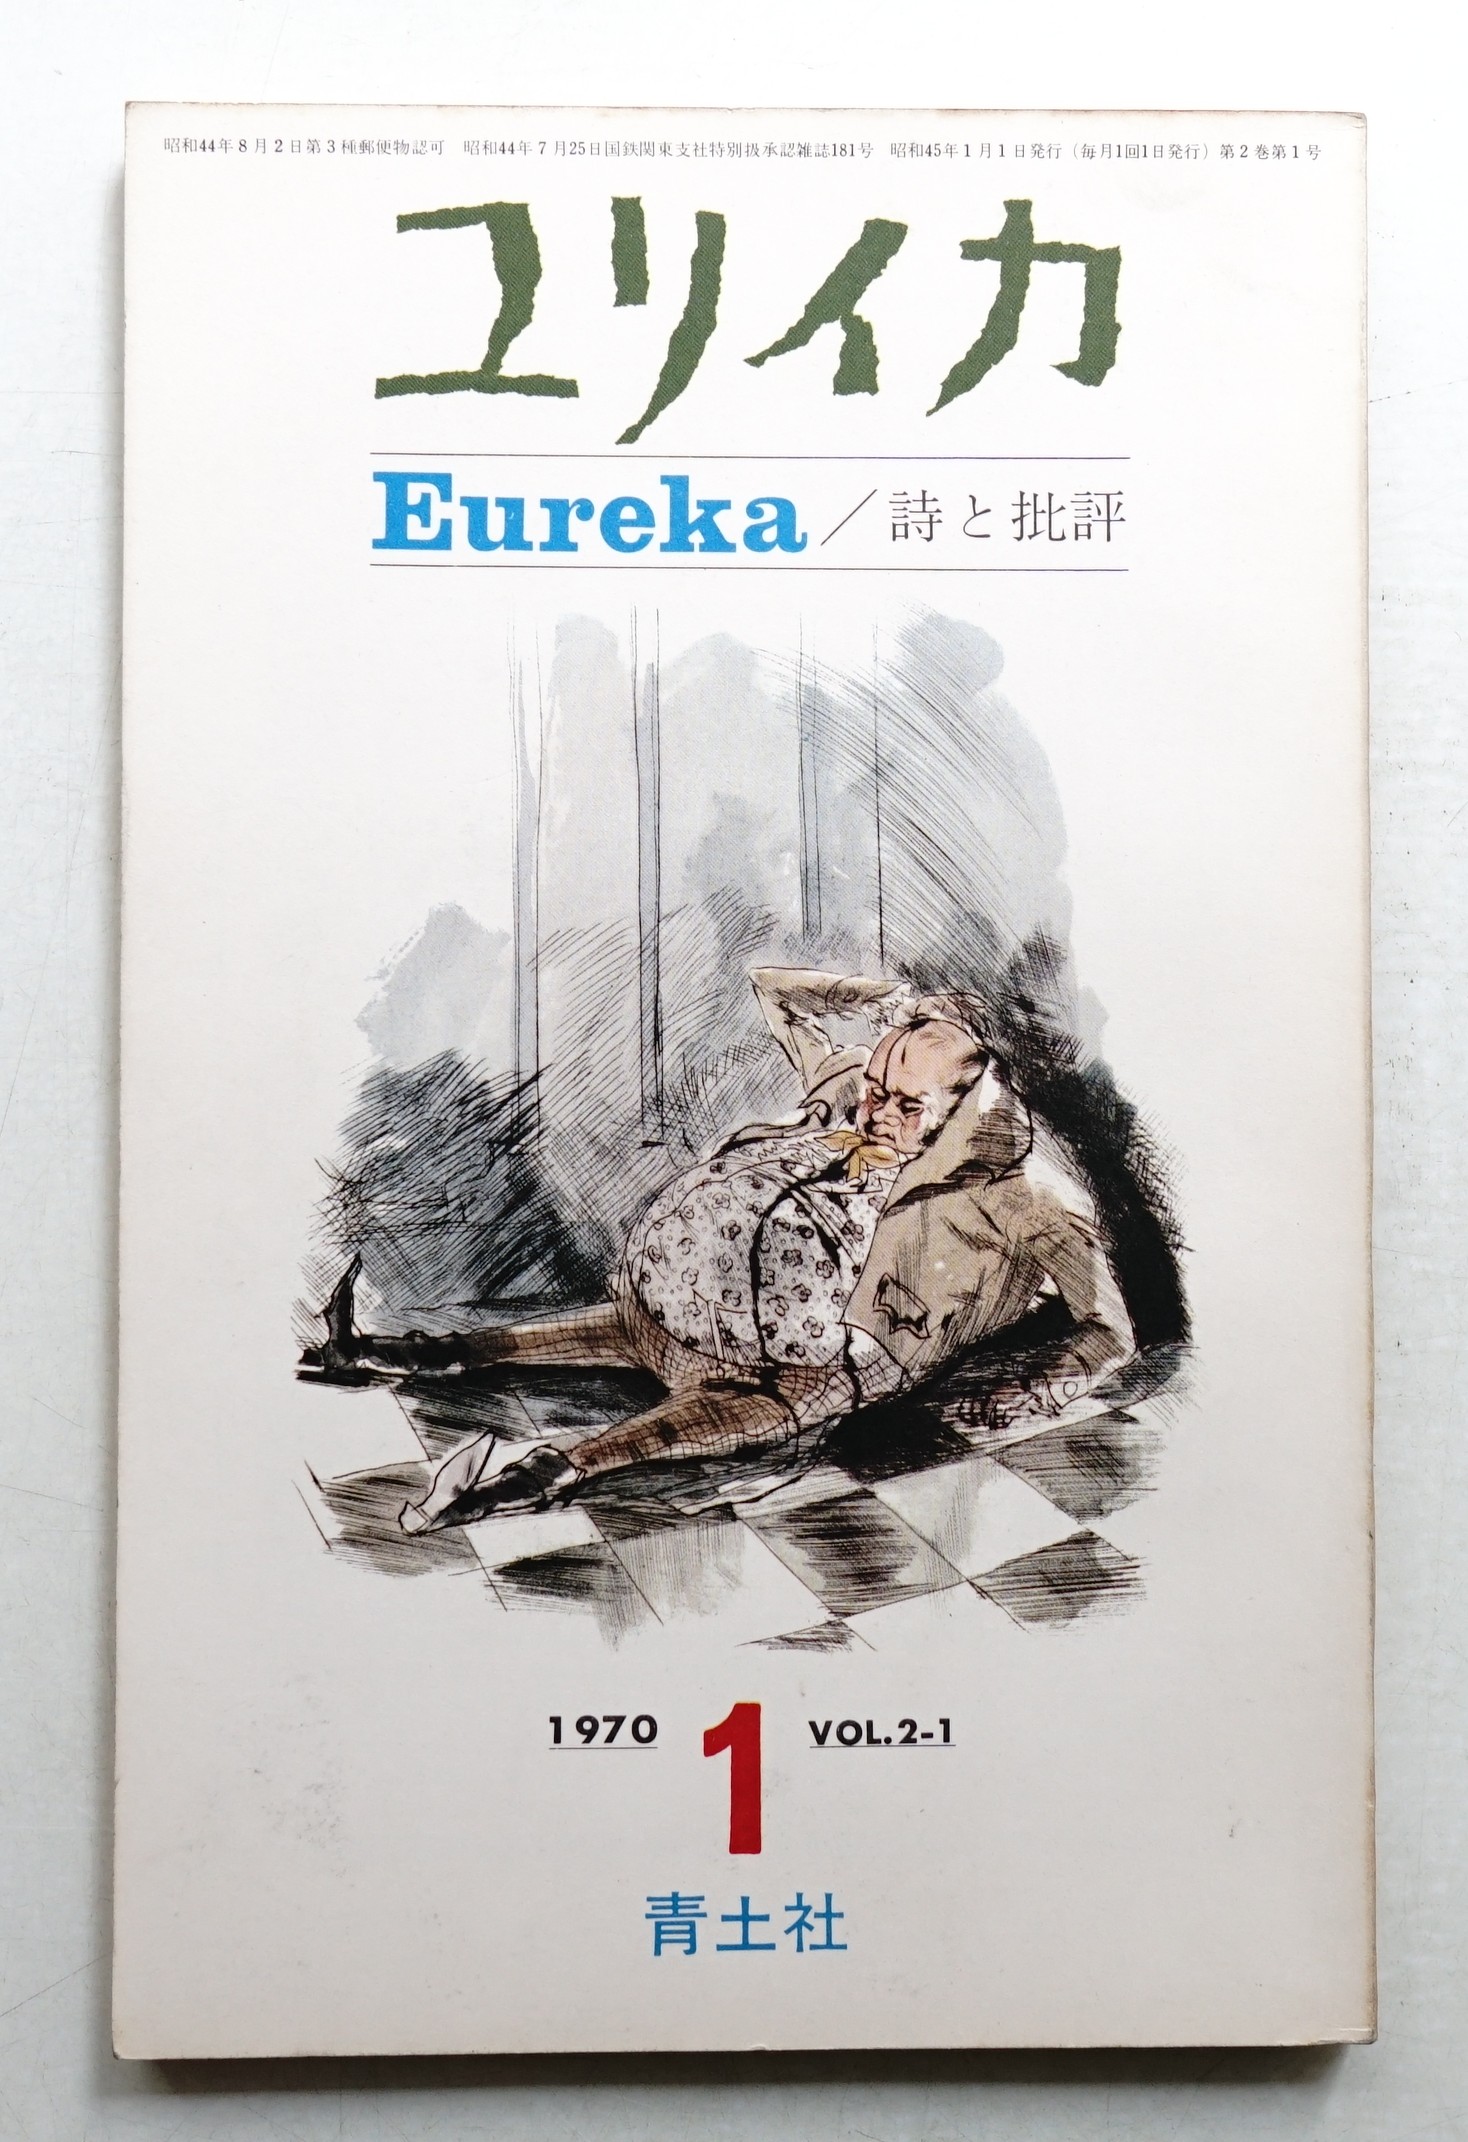 昭和44年8月2日第3種郵便物認可 昭和44年7月25日国鉄関東支社特別扱承認雑誌181号 昭和45年1月1日発行（毎月1回1日発行）第2巻第1号
ユリイカ
Eureka／詩と批評
1970 1 VOL.2-1
青土社